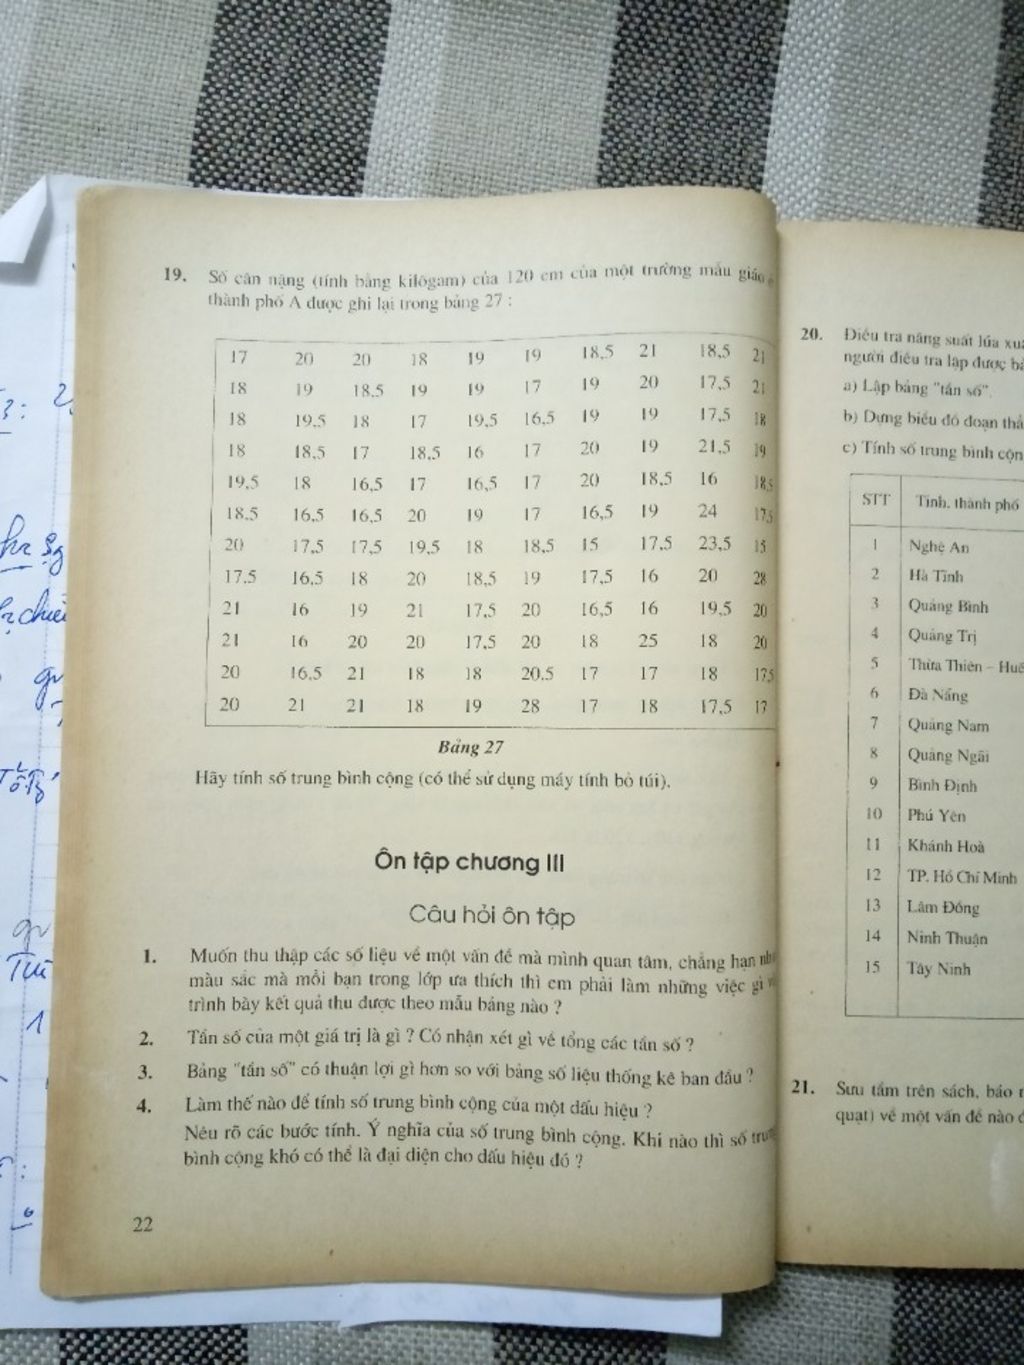 19. Số cân nặng (tính bằng kilôgam) của 120 em của một trường mẫu giáo
thành phố A được ghi lại trong bảng 27 :
17 20 20 18 19 19 18,5 21 18,5 21
18 19 18,5 19 19 17 19 20 17,5 21
18 19,5 18 17 19,5 16,5 19 19 17,5 18
18 18,5 17 18,5 16 17 20 19 21,5 19
19,5 18 16,5 17 16,5 17 20 18,5 16 18,5
18,5 16,5 16,5 20 19 17 16,5 19 24 17,5
20 17,5 17,5 19,5 18 18,5 15 17,5 23,5 15
17,5 16,5 18 20 18,5 19 17,5 16 20 28
21 16 19 21 17,5 20 16,5 16 19,5 20
21 16 20 20 17,5 20 18 25 18 20
20 16,5 21 18 18 20,5 17 17 18 17,5
20 21 21 18 19 28 17 18 17,5 17
Bảng 27
Hãy tính số trung bình cộng (có thể sử dụng máy tính bỏ túi).
Ôn tập chương III
Câu hỏi ôn tập
1. Muốn thu thập các số liệu về một vấn đề mà mình quan tâm, chẳng hạn
màu sắc mà mỗi bạn trong lớp ưa thích thì em phải làm những việc gì
trình bày kết quả thu được theo mẫu bảng nào ?
2. Tần số của một giá trị là gì ? Có nhận xét gì về tổng các tần số ?
3. Bảng "tần số" có thuận lợi gì hơn so với bảng số liệu thống kê ban đầu ?
4. Làm thế nào để tính số trung bình cộng của một dấu hiệu ?
Nêu rõ các bước tính. Ý nghĩa của số trung bình cộng. Khi nào thì số
bình cộng khó có thể là đại diện cho dấu hiệu đó ?
22
20. Điều tra năng suất lúa
người điều tra lập được
a) Lập bảng "tần số".
b) Dựng biểu đồ đoạn
c) Tính số trung bình
STT Tỉnh, thành phố
1 Nghệ An
2 Hà Tĩnh
3 Quảng Bình
4 Quảng Trị
5 Thừa Thiên – Huế
6 Đà Nẵng
7 Quảng Nam
8 Quảng Ngãi
9 Bình Định
10 Phú Yên
11 Khánh Hoà
12 TP. Hồ Chí Minh
13 Lâm Đồng
14 Ninh Thuận
15 Tây Ninh
21. Sưu tầm trên sách, báo
quạt) về một vấn đề nào